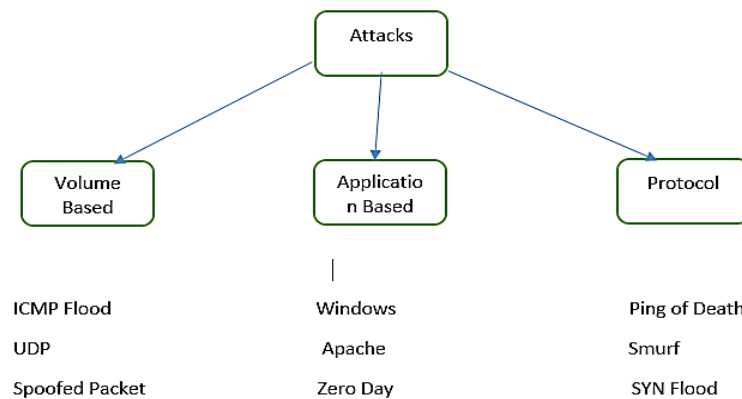 Attacks
Volume
Based
Applicatio
n Based
Protocol
ICMP Flood
Windows
Ping of Death
UDP
Apache
Smurf
Spoofed Packet
Zero Day
SYN Flood